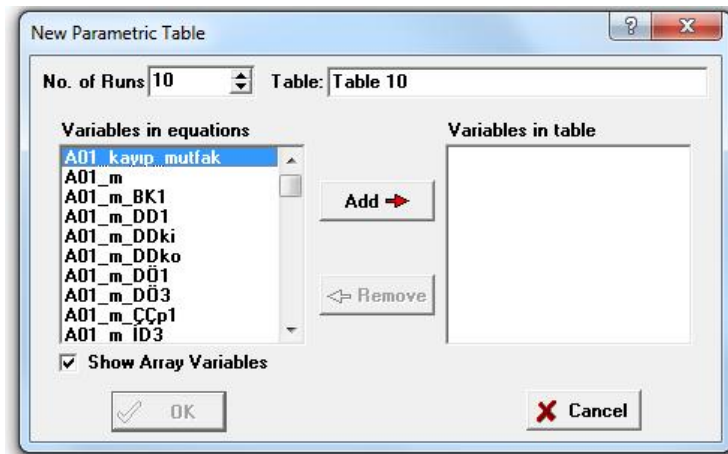 New Parametric Table
?
No. of Runs 10 Table: Table 10
Variables in equations
Variables in table
A01_kayıp_mutfak
A01_m
A01_m_BK1
A01_m_DD1
A01_m_DDki
A01_m_DDko
A01_m_DÖ1
A01_m_DÖ3
A01_m_ÇÇp1
A01_m_İD3
Add
Remove
Show Array Variables
OK
Cancel